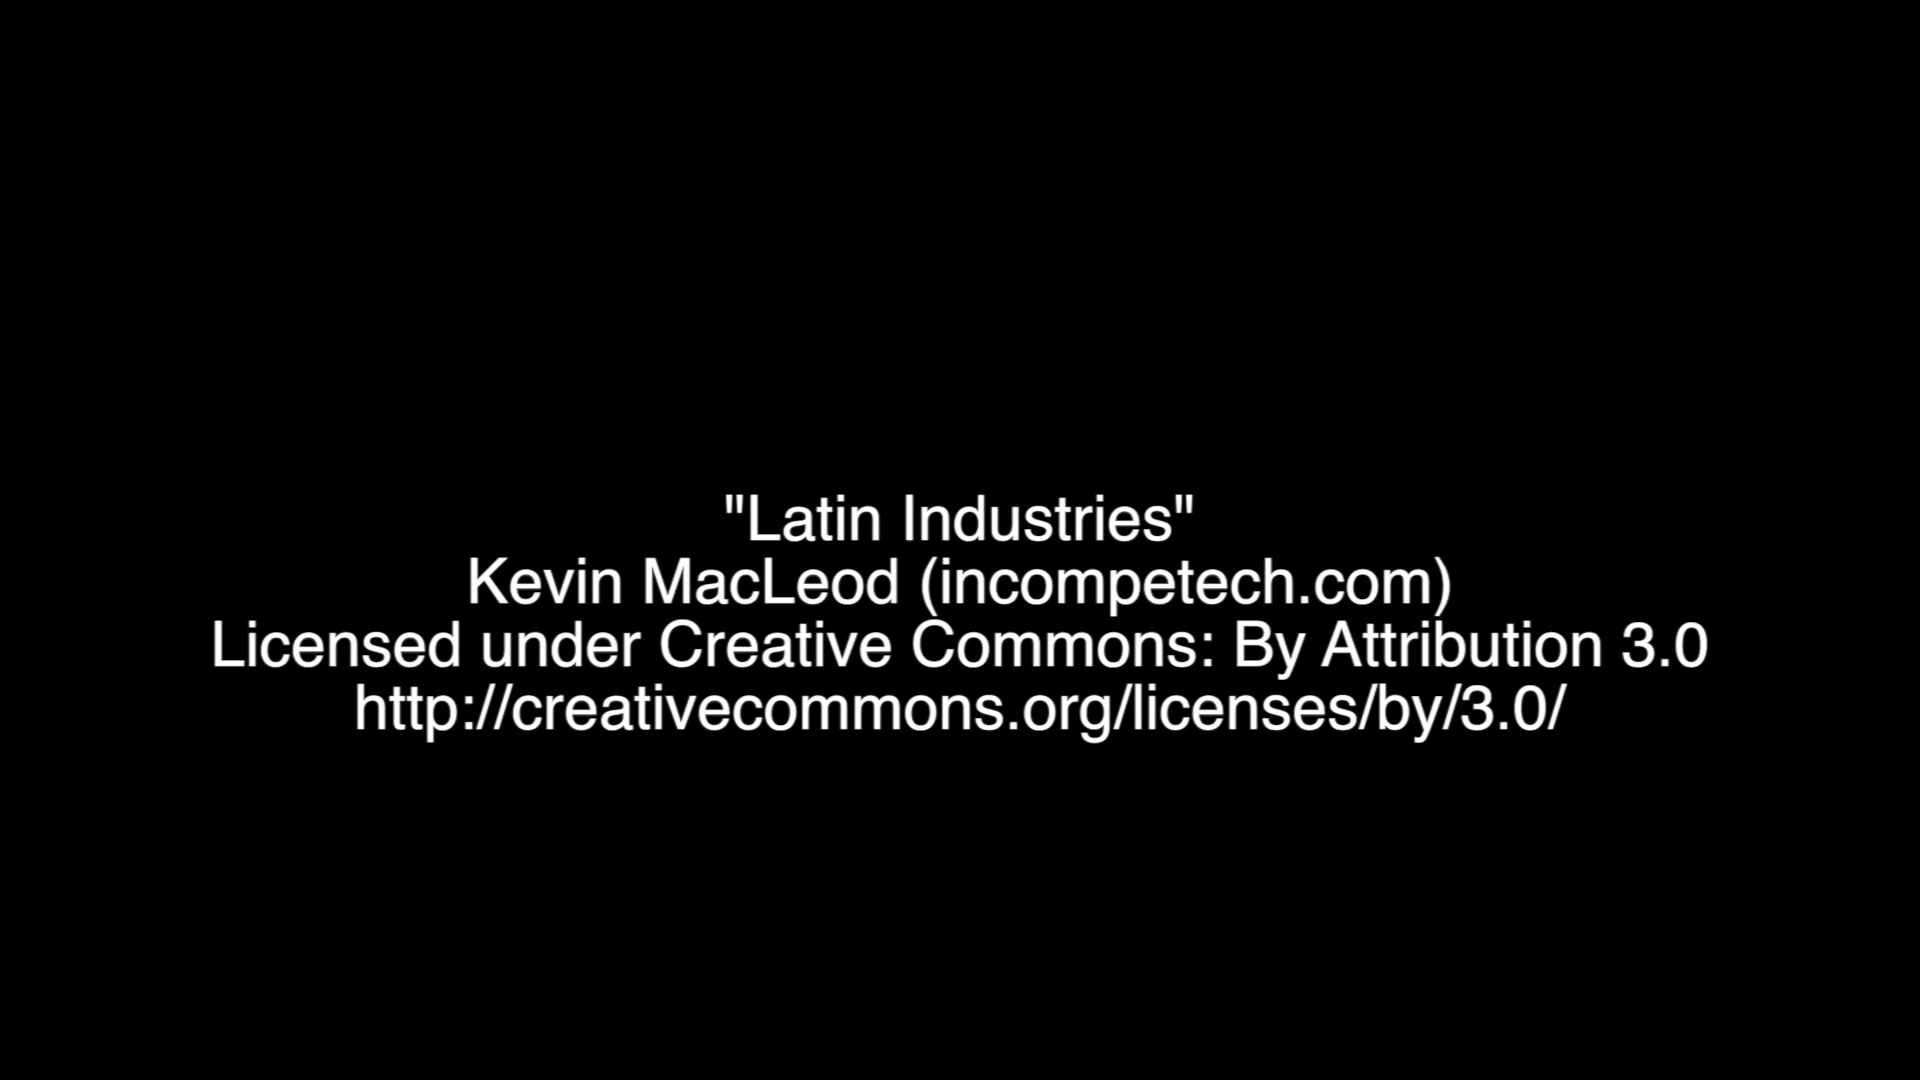 "Latin Industries"
Kevin MacLeod (incompetech.com)
Licensed under Creative Commons: By Attribution 3.0
http://creativecommons.org/licenses/by/3.0/